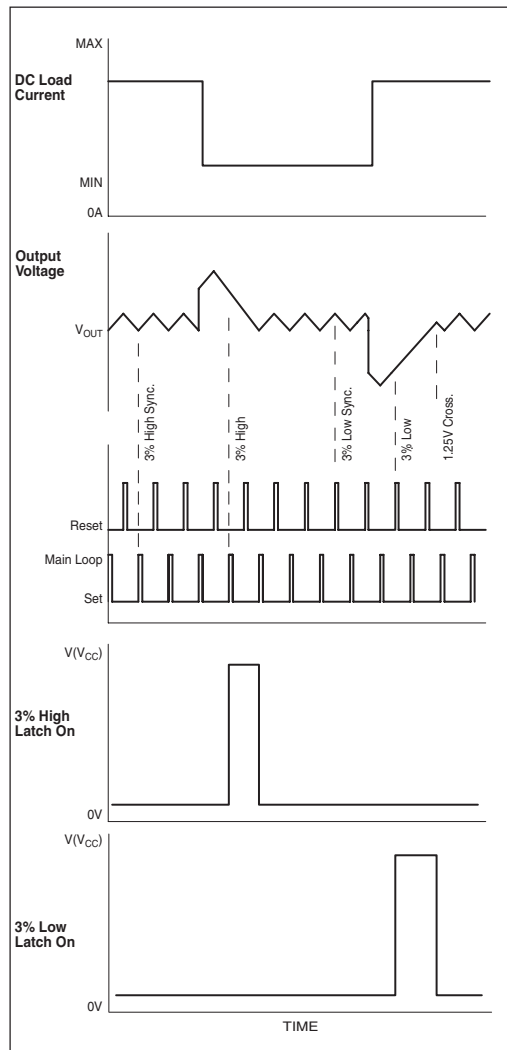 MAX
DC Load
Current
MIN
0A
Output
Voltage
VOUT
3% High Sync.
3% High
3% Low Sync.
3% Low
1.25V Cross.
Reset
Main Loop
Set
V(VCC)
3% High
Latch On
0V
V(VCC)
3% Low
Latch On
0V
TIME